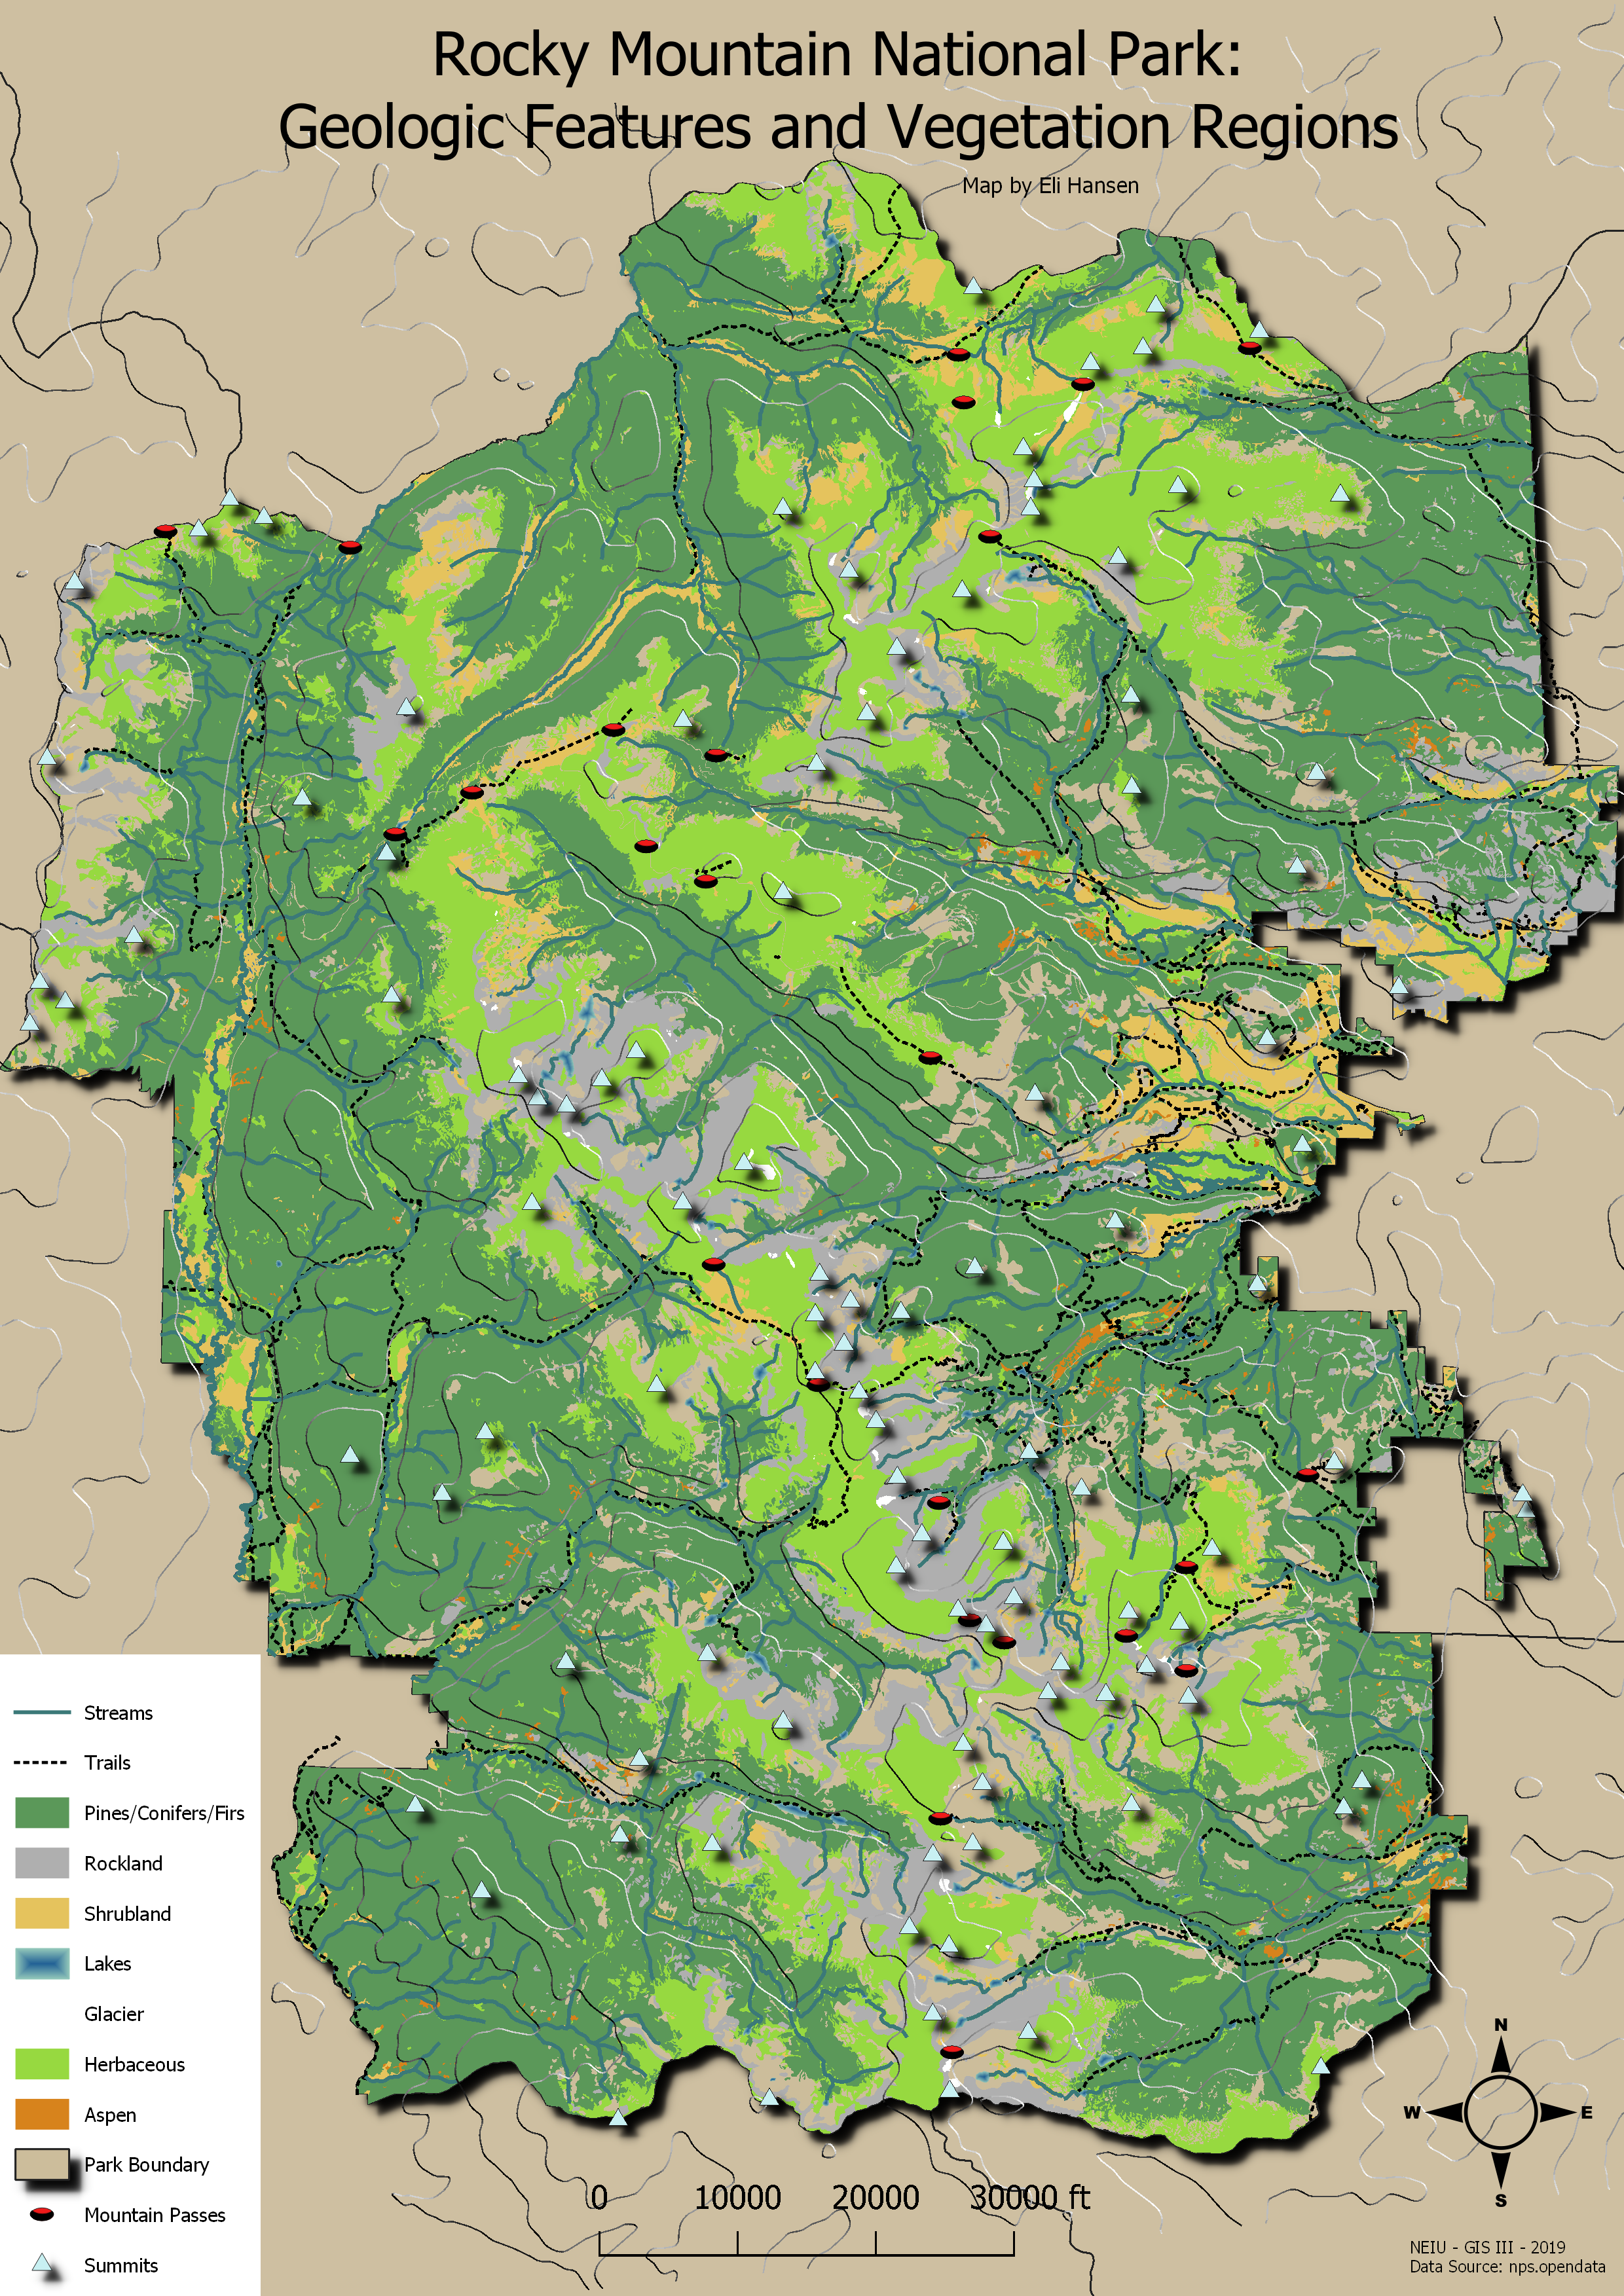 Rocky Mountain National Park:
Geologic Features and Vegetation Regions
Map by Eli Hansen
Streams
Trails
Pines/Conifers/Firs
Rockland
Shrubland
Lakes
Glacier
Herbaceous
Aspen
Park Boundary
Mountain Passes
Summits
0 10000 20000 30000 ft
N
W E
S
NEIU - GIS III - 2019
Data Source: nps.opendata